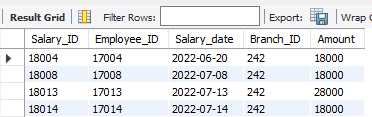 Result Grid Filter Rows: Export: Wrap C
Salary_ID Employee_ID Salary_date Branch_ID Amount
18004 17004 2022-06-20 242 18000
18008 17008 2022-07-08 242 18000
18013 17013 2022-07-13 242 28000
18014 17014 2022-07-14 242 18000